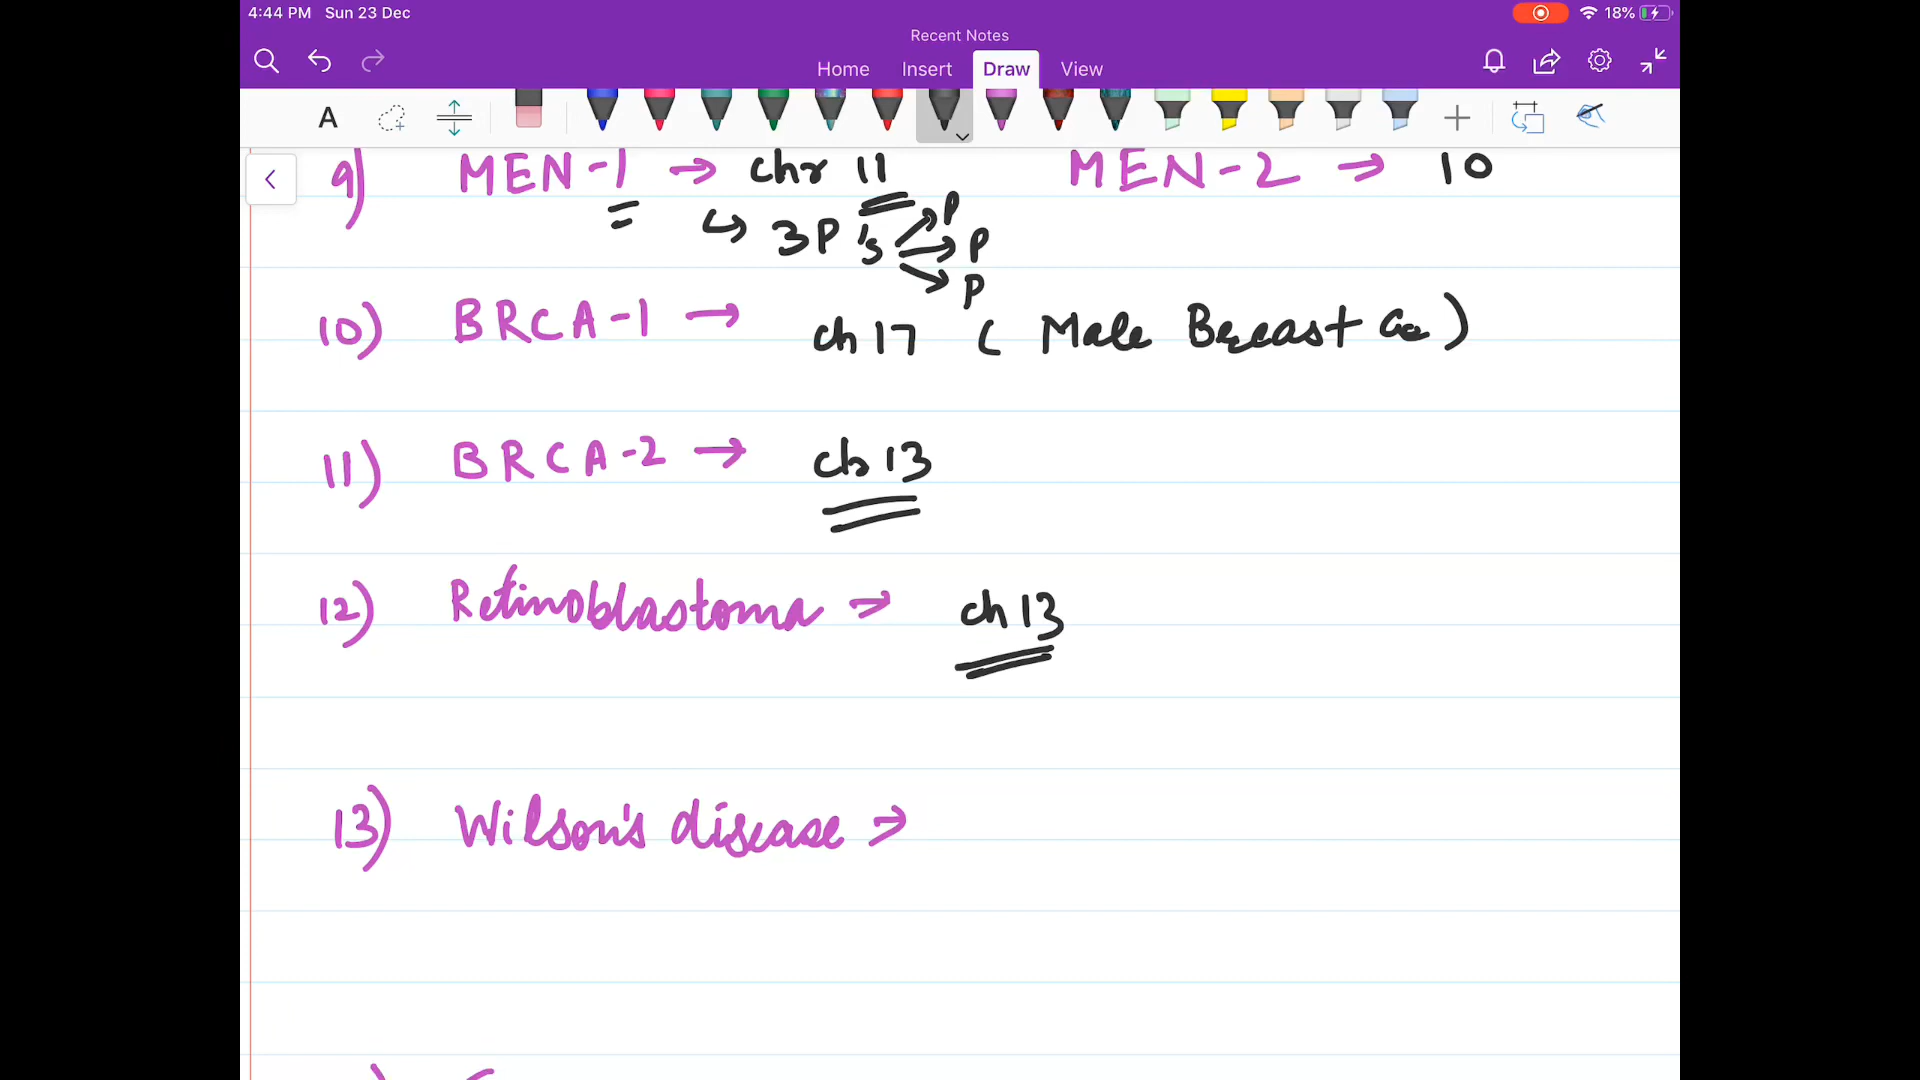 4:44 PM Sun 23 Dec
18%
Recent Notes
Home Insert Draw View
A
9) MEN-1 → chr 11 MEN-2 → 10
↳ 3P's P
P
P
10) BRCA-1 → ch 17 ( Male Breast Ca )
11) BRCA-2 → ch 13
12) Retinoblastoma → ch 13
13) Wilson's disease →